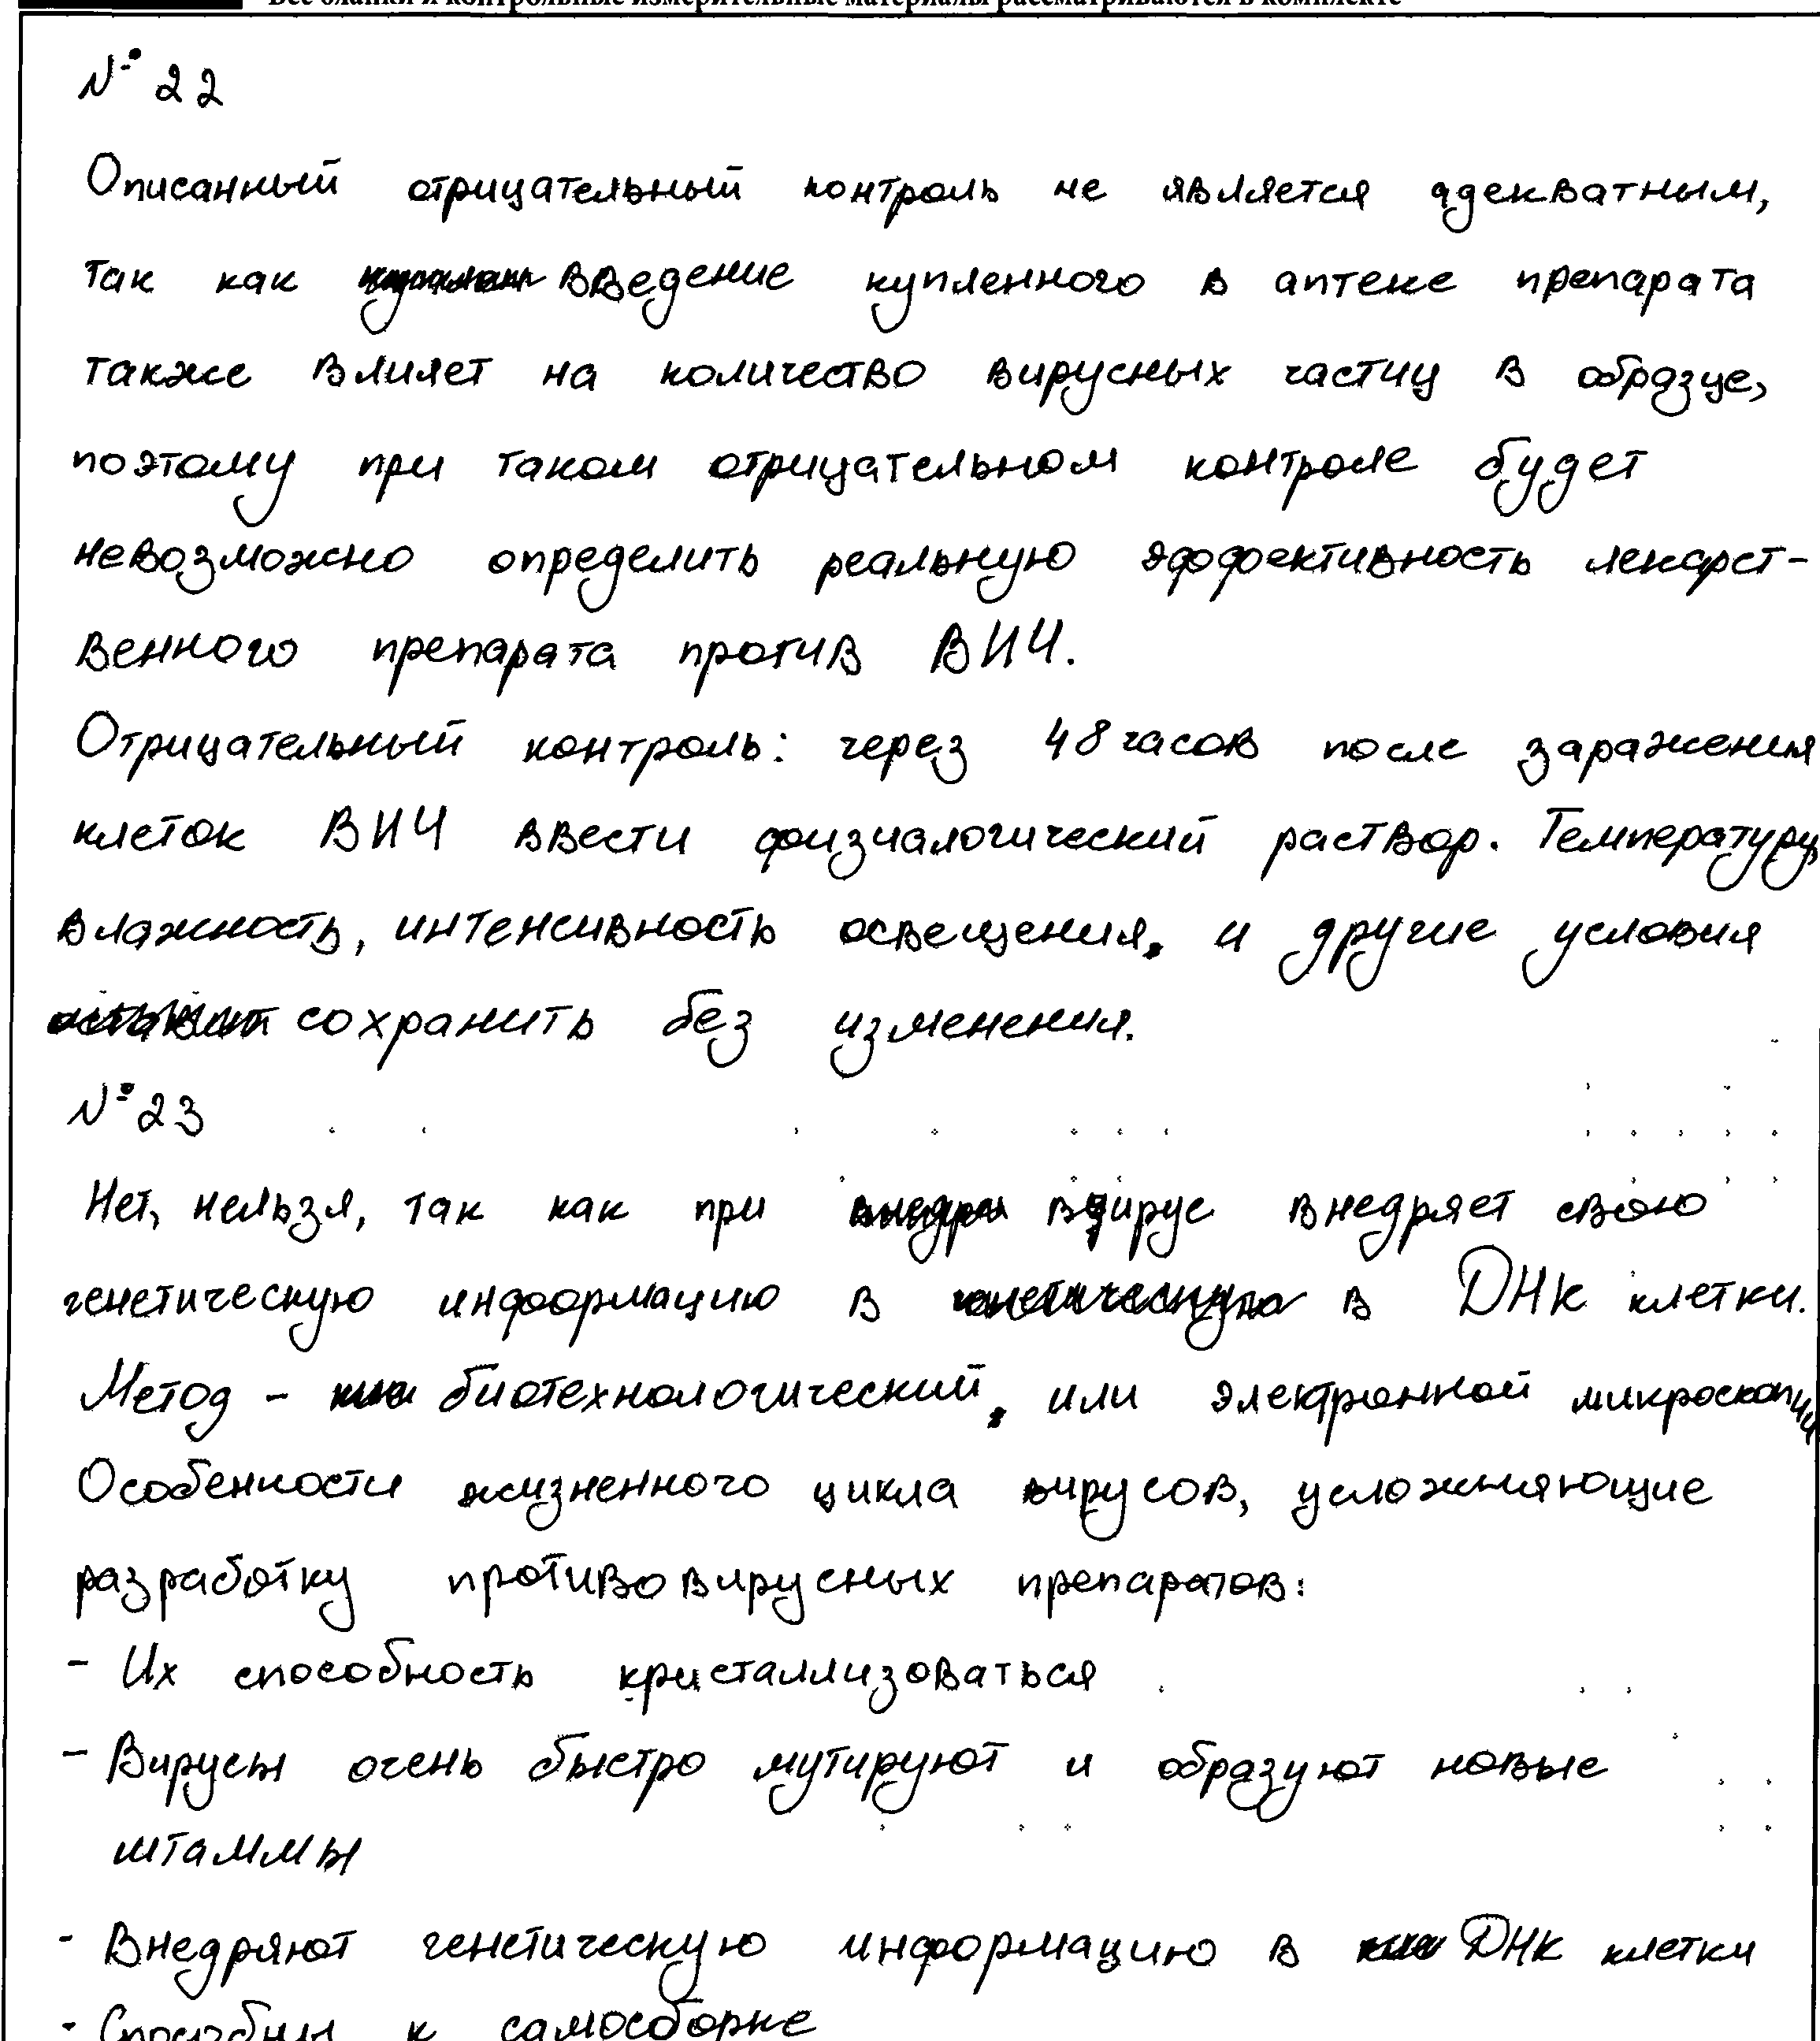 Все бланки и контрольные измерительные материалы рассматриваются в комплекте
№ 22
Описанный отрицательный контроль не является адекватным,
так как введение купленного в аптеке препарата
также влияет на количество вирусных частиц в образце,
поэтому при таком отрицательном контроле будет
невозможно определить реальную эффективность лекарст-
венного препарата против ВИЧ.
Отрицательный контроль: через 48 часов после заражения
клеток ВИЧ ввести физиалогический раствор. Температуру,
влажность, интенсивность освещения, и другие условия
сохранить без изменения.
№ 23
Нет, нельзя, так как при вирус внедряет свою
генетическую информацию в в ДНК клетки.
Метод - биотехнологический, или электронной микроскопии
Особенности жизненного цикла вирусов, усложняющие
разработку противовирусных препаратов:
- Их способность кристаллизоваться
- Вирусы очень быстро мутируют и образуют новые
штаммы
- Внедряют генетическую информацию в ДНК клетки
- Способны к самосборке